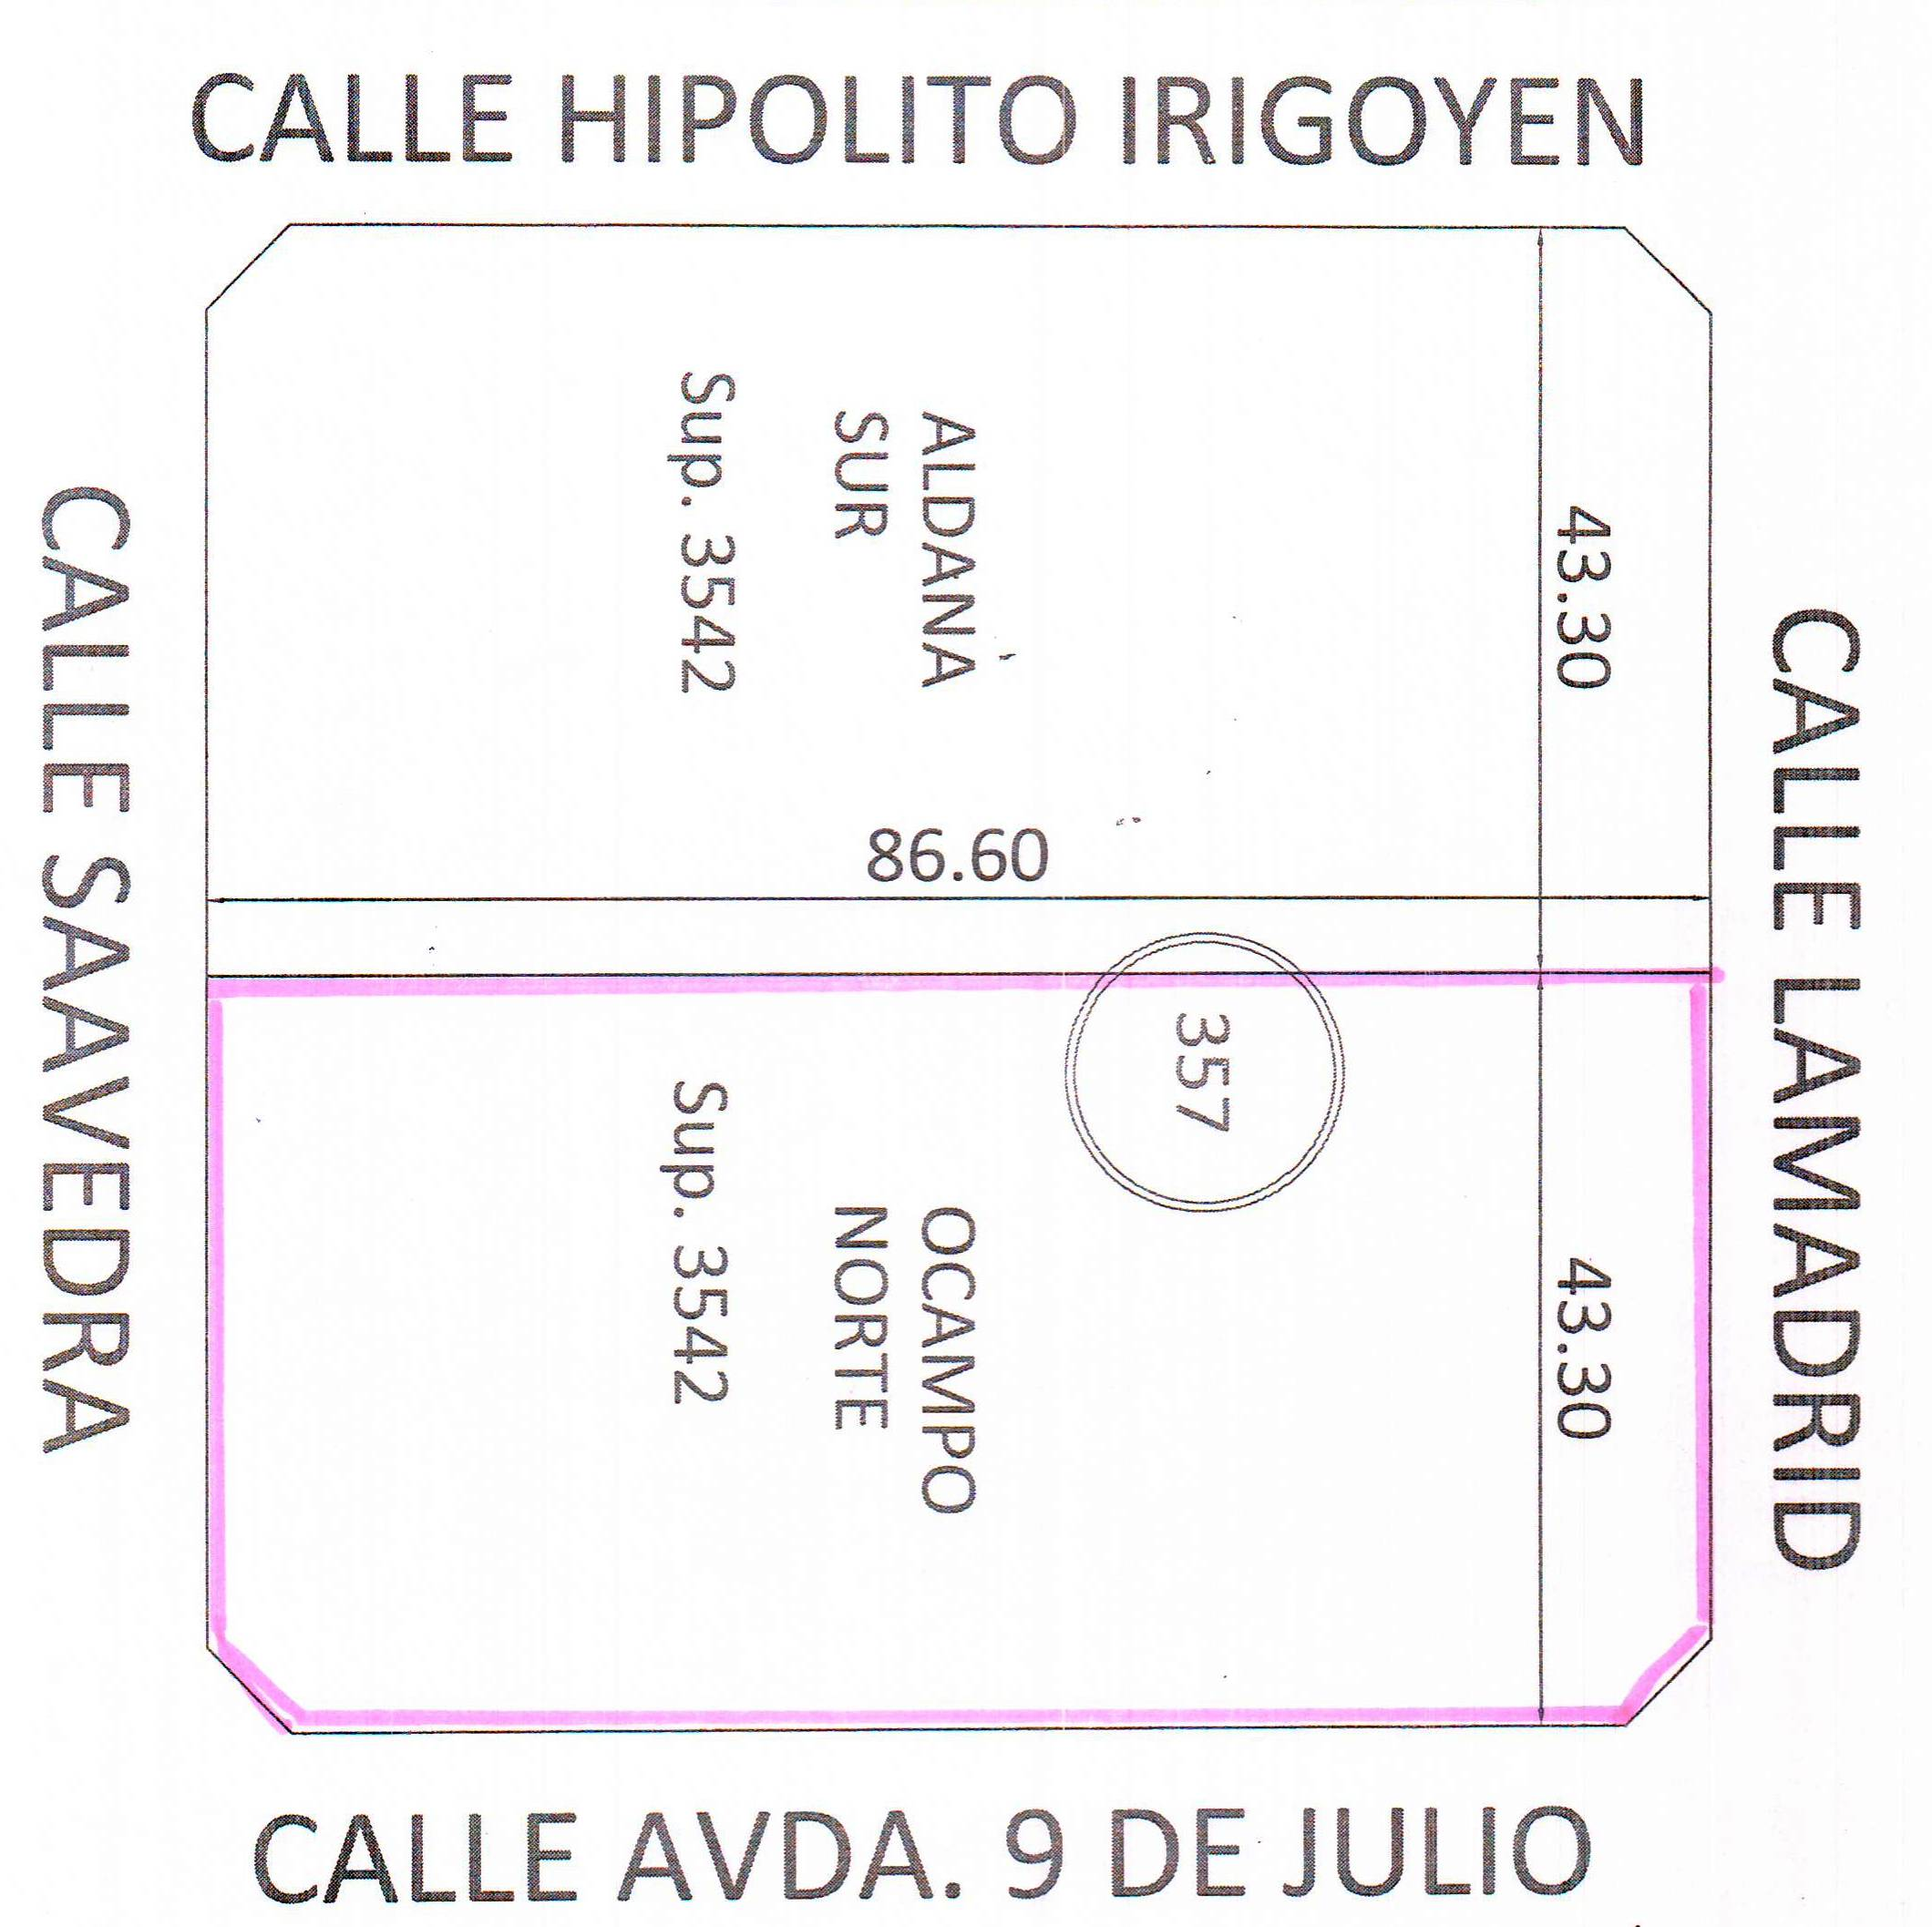 CALLE HIPOLITO IRIGOYEN
ALDANA
SUR
Sup. 3542
43.30
86.60
CALLE SAAVEDRA
CALLE LAMADRID
357
OCAMPO
NORTE
Sup. 3542
43.30
CALLE AVDA. 9 DE JULIO